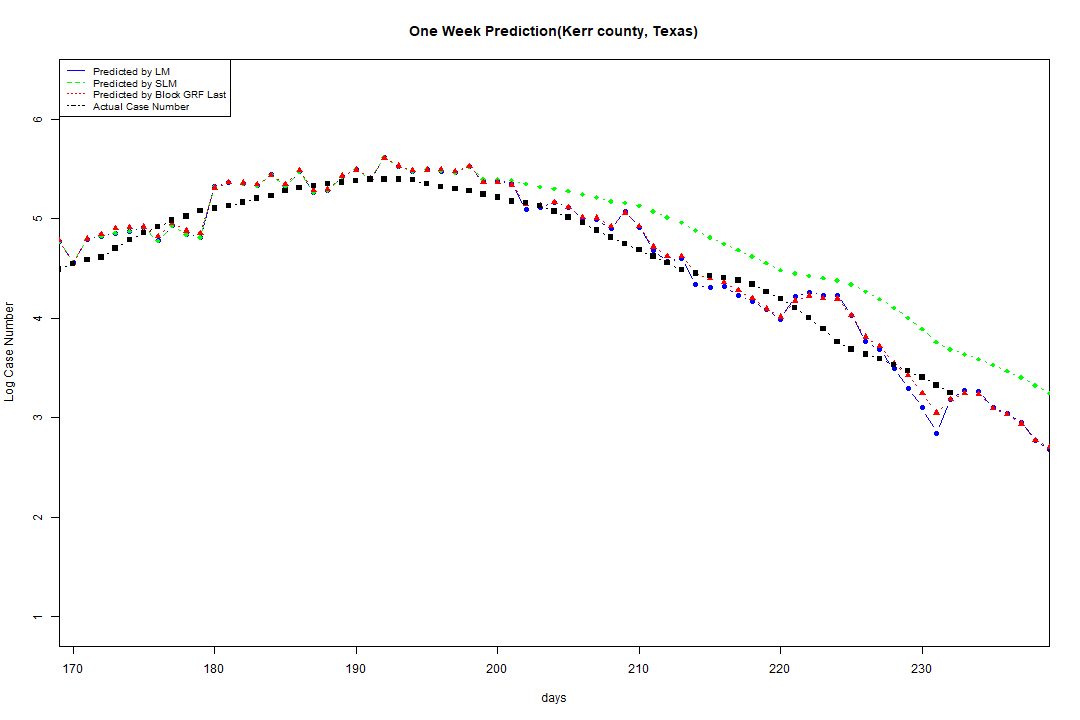 One Week Prediction(Kerr county, Texas)
Predicted by LM
Predicted by SLM
Predicted by Block GRF Last
Actual Case Number
6
5
4
3
2
1
Log Case Number
170 180 190 200 210 220 230
days